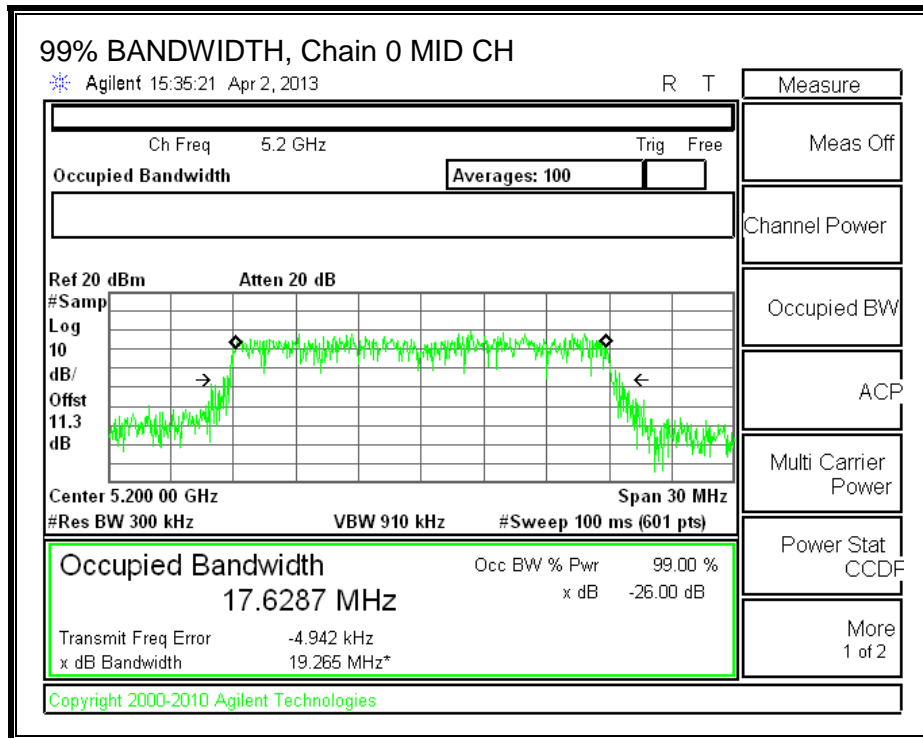 99% BANDWIDTH, Chain 0 MID CH
Agilent 15:35:21 Apr 2, 2013 R T
Measure
Ch Freq 5.2 GHz Trig Free
Occupied Bandwidth Averages: 100
Meas Off
Channel Power
Occupied BW
ACP
Multi Carrier
Power
Power Stat
CCDF
More
1 of 2
Ref 20 dBm Atten 20 dB
#Samp
Log
10
dB/
Offst
11.3
dB
Center 5.200 00 GHz Span 30 MHz
#Res BW 300 kHz VBW 910 kHz #Sweep 100 ms (601 pts)
Occupied Bandwidth Occ BW % Pwr 99.00 %
17.6287 MHz x dB -26.00 dB
Transmit Freq Error -4.942 kHz
x dB Bandwidth 19.265 MHz*
Copyright 2000-2010 Agilent Technologies